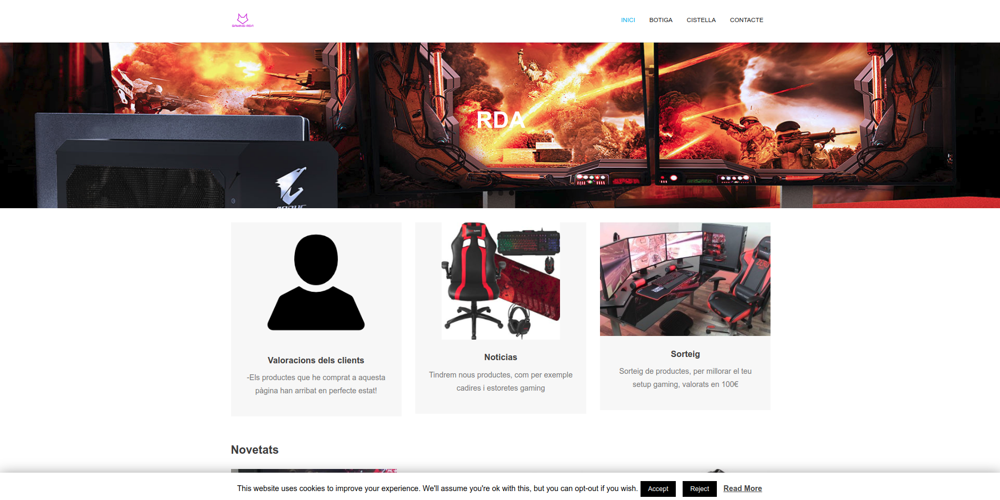 GAMING-RDA
INICI
BOTIGA
CISTELLA
CONTACTE
RDA
Valoracions dels clients
-Els productes que he comprat a aquesta
pàgina han arribat en perfecte estat!
Noticias
Tindrem nous productes, com per exemple
cadires i estoretes gaming
Sorteig
Sorteig de productes, per millorar el teu
setup gaming, valorats en 100€
Novetats
This website uses cookies to improve your experience. We'll assume you're ok with this, but you can opt-out if you wish.
Accept
Reject
Read More